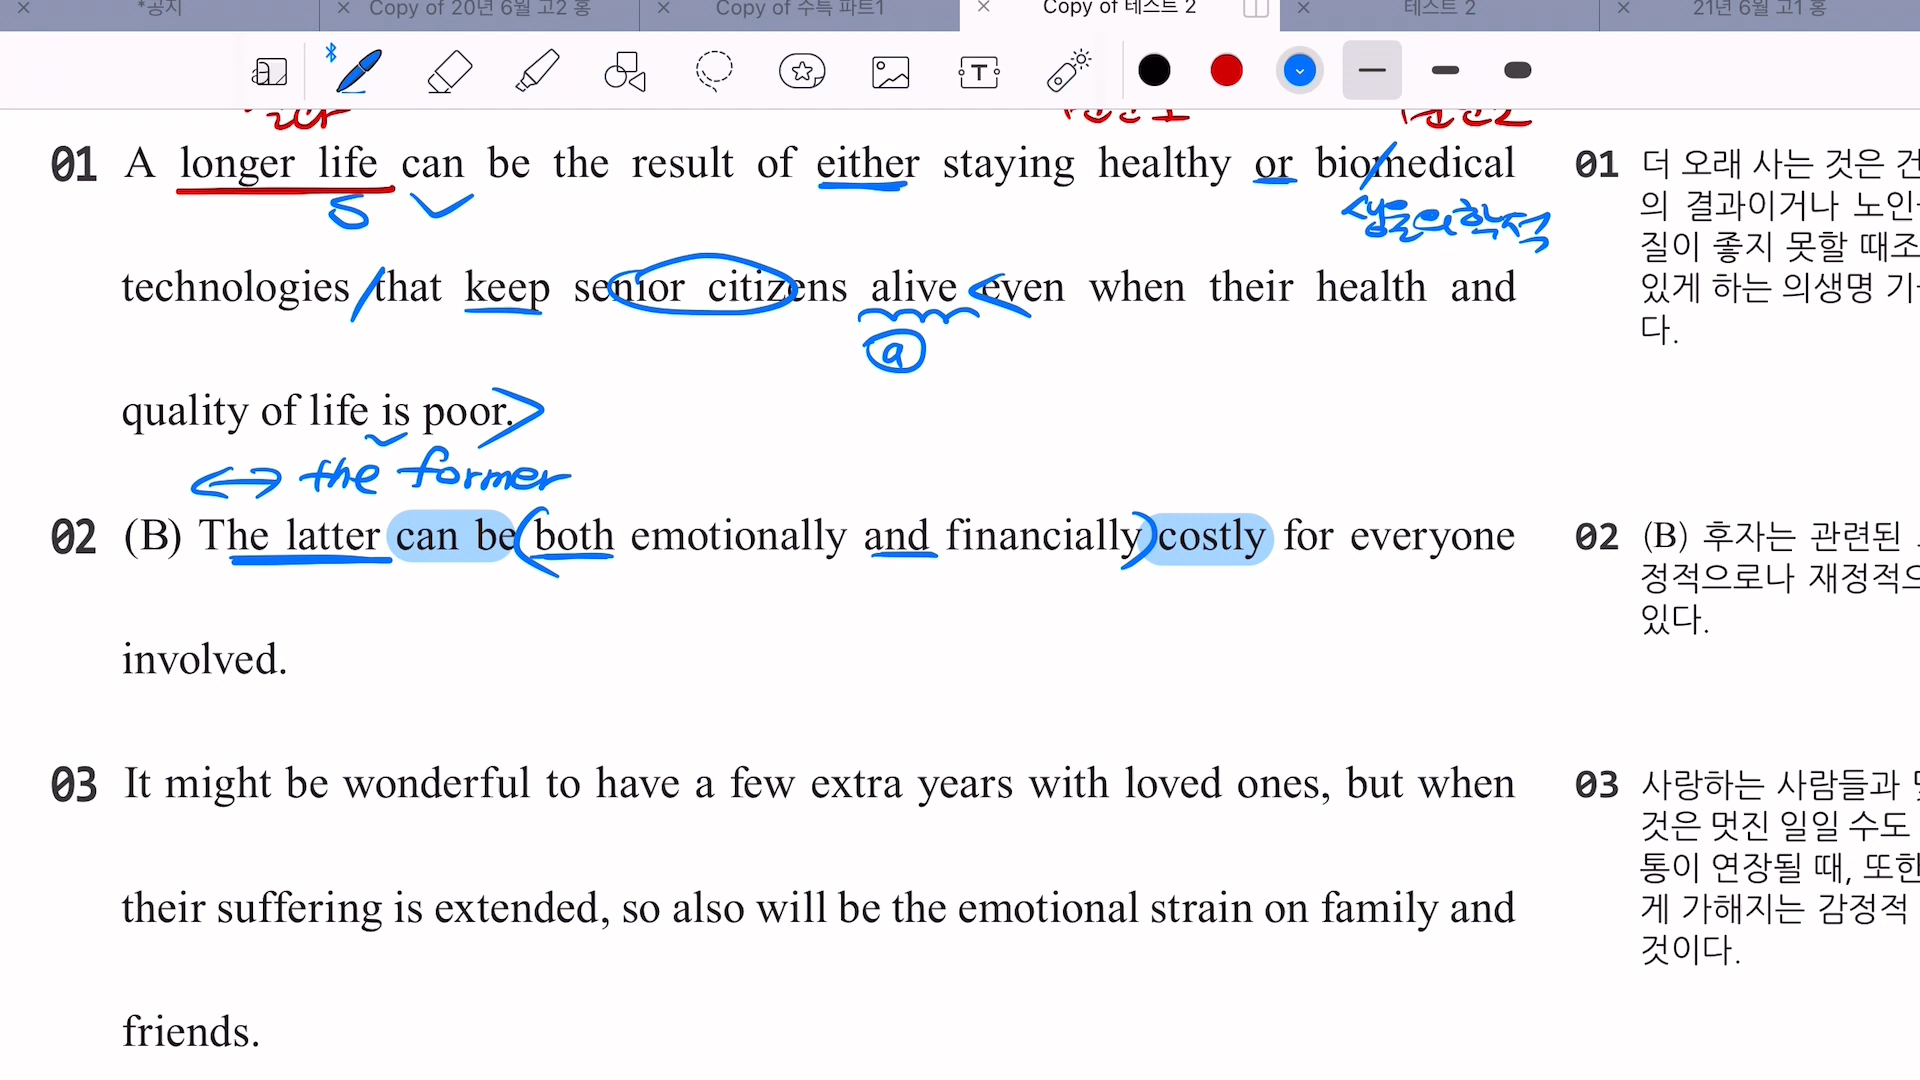 *공지
Copy of 20년 6월 고2 홍
Copy of 수특 파트1
Copy of 테스트 2
테스트 2
21년 6월 고1 홍
T
01 A longer life can be the result of either staying healthy or biomedical
S
생물의학적
technologies that keep senior citizens alive even when their health and
a
quality of life is poor.
↔ the former
02 (B) The latter can be both emotionally and financially costly for everyone
involved.
03 It might be wonderful to have a few extra years with loved ones, but when
their suffering is extended, so also will be the emotional strain on family and
friends.
01 더 오래 사는 것은 건
의 결과이거나 노인
질이 좋지 못할 때조
있게 하는 의생명 기
다.
02 (B) 후자는 관련된
정적으로나 재정적으
있다.
03 사랑하는 사람들과 몇
것은 멋진 일일 수도
통이 연장될 때, 또한
게 가해지는 감정적
것이다.